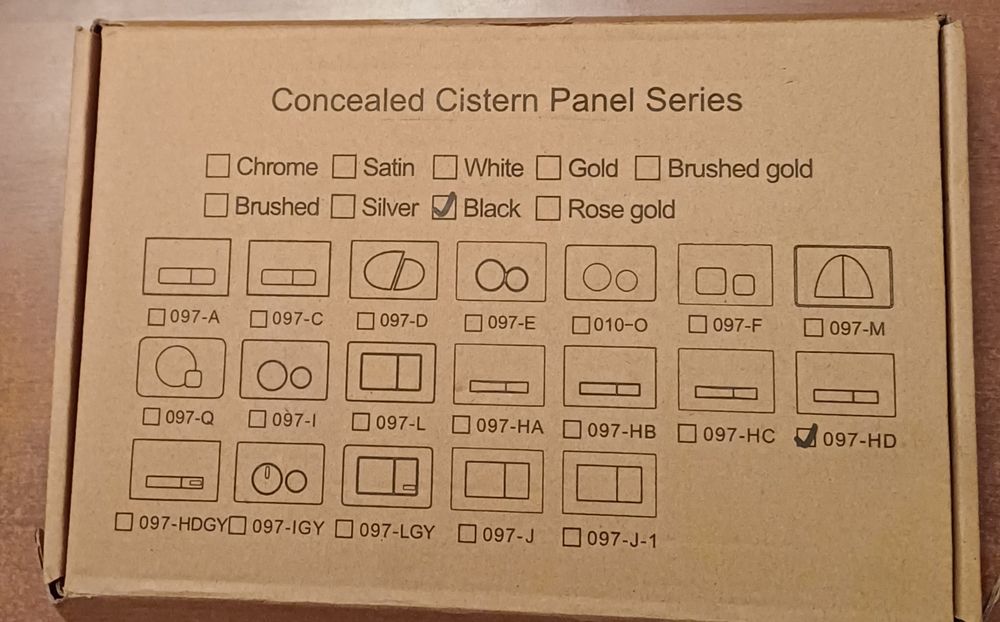 Concealed Cistern Panel Series
Chrome Satin White Gold Brushed gold
Brushed Silver Black Rose gold
097-A 097-C 097-D 097-E 010-O 097-F 097-M
097-Q 097-I 097-L 097-HA 097-HB 097-HC 097-HD
097-HDGY 097-IGY 097-LGY 097-J 097-J-1